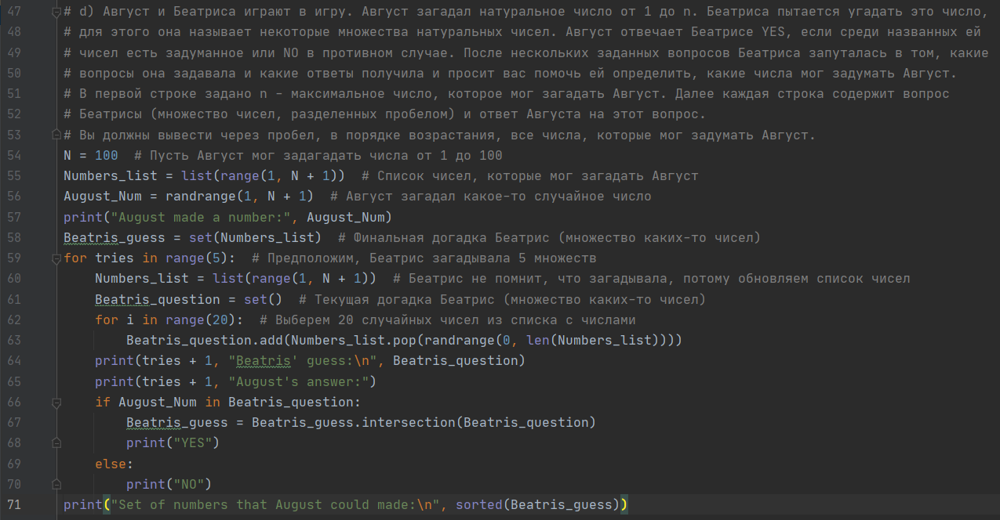 47 # d) Август и Беатриса играют в игру. Август загадал натуральное число от 1 до n. Беатриса пытается угадать это число,
48 # для этого она называет некоторые множества натуральных чисел. Август отвечает Беатрисе YES, если среди названных ей
49 # чисел есть задуманное или NO в противном случае. После нескольких заданных вопросов Беатриса запуталась в том, какие
50 # вопросы она задавала и какие ответы получила и просит вас помочь ей определить, какие числа мог задумать Август.
51 # В первой строке задано n - максимальное число, которое мог загадать Август. Далее каждая строка содержит вопрос
52 # Беатрисы (множество чисел, разделенных пробелом) и ответ Августа на этот вопрос.
53 # Вы должны вывести через пробел, в порядке возрастания, все числа, которые мог задумать Август.
54 N = 100  # Пусть Август мог задагадать числа от 1 до 100
55 Numbers_list = list(range(1, N + 1))  # Список чисел, которые мог загадать Август
56 August_Num = randrange(1, N + 1)  # Август загадал какое-то случайное число
57 print("August made a number:", August_Num)
58 Beatris_guess = set(Numbers_list)  # Финальная догадка Беатрис (множество каких-то чисел)
59 for tries in range(5):  # Предположим, Беатрис загадывала 5 множеств
60     Numbers_list = list(range(1, N + 1))  # Беатрис не помнит, что загадывала, потому обновляем список чисел
61     Beatris_question = set()  # Текущая догадка Беатрис (множество каких-то чисел)
62     for i in range(20):  # Выберем 20 случайных чисел из списка с числами
63         Beatris_question.add(Numbers_list.pop(randrange(0, len(Numbers_list))))
64     print(tries + 1, "Beatris' guess:\n", Beatris_question)
65     print(tries + 1, "August's answer:")
66     if August_Num in Beatris_question:
67         Beatris_guess = Beatris_guess.intersection(Beatris_question)
68         print("YES")
69     else:
70         print("NO")
71 print("Set of numbers that August could made:\n", sorted(Beatris_guess))